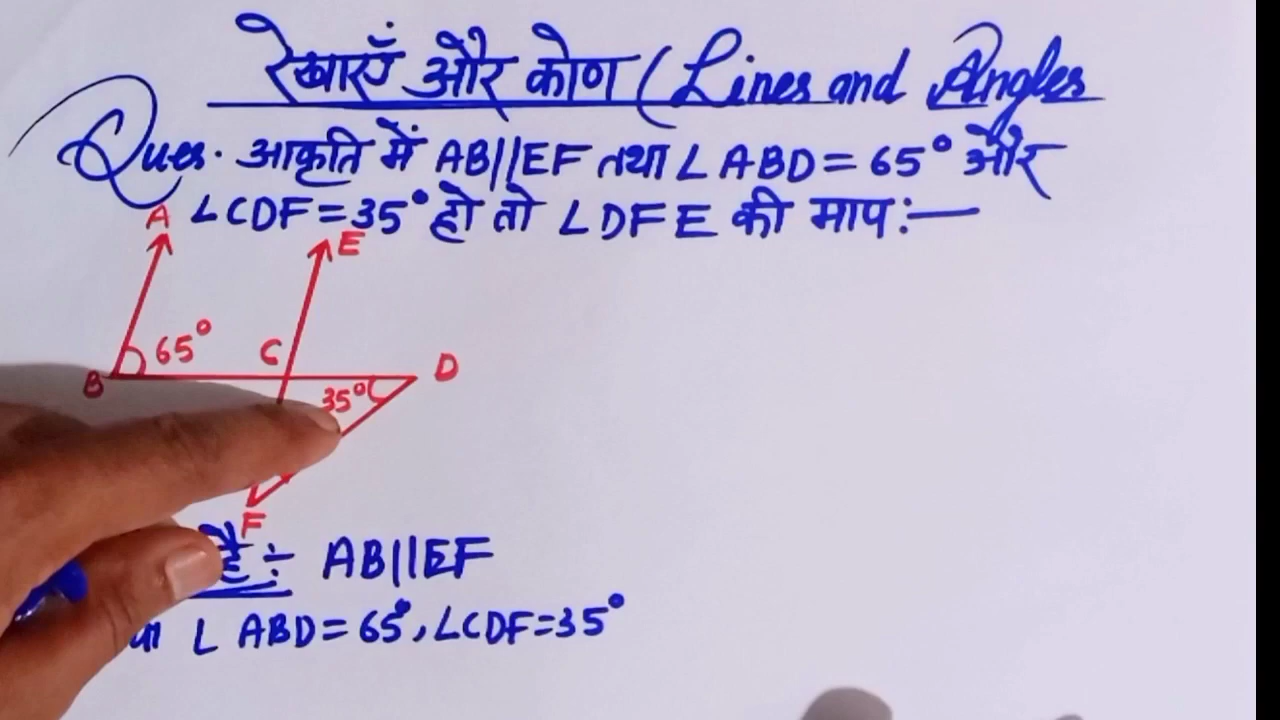 रेखाएँ और कोण (Lines and Angles
Ques. आकृति में AB||EF तथा ∠ABD = 65° और
∠CDF = 35° हो तो ∠DFE की माप :—
A
E
65°
C
D
B
35°
F
है ÷ AB||EF
∠ABD = 65°, ∠CDF = 35°